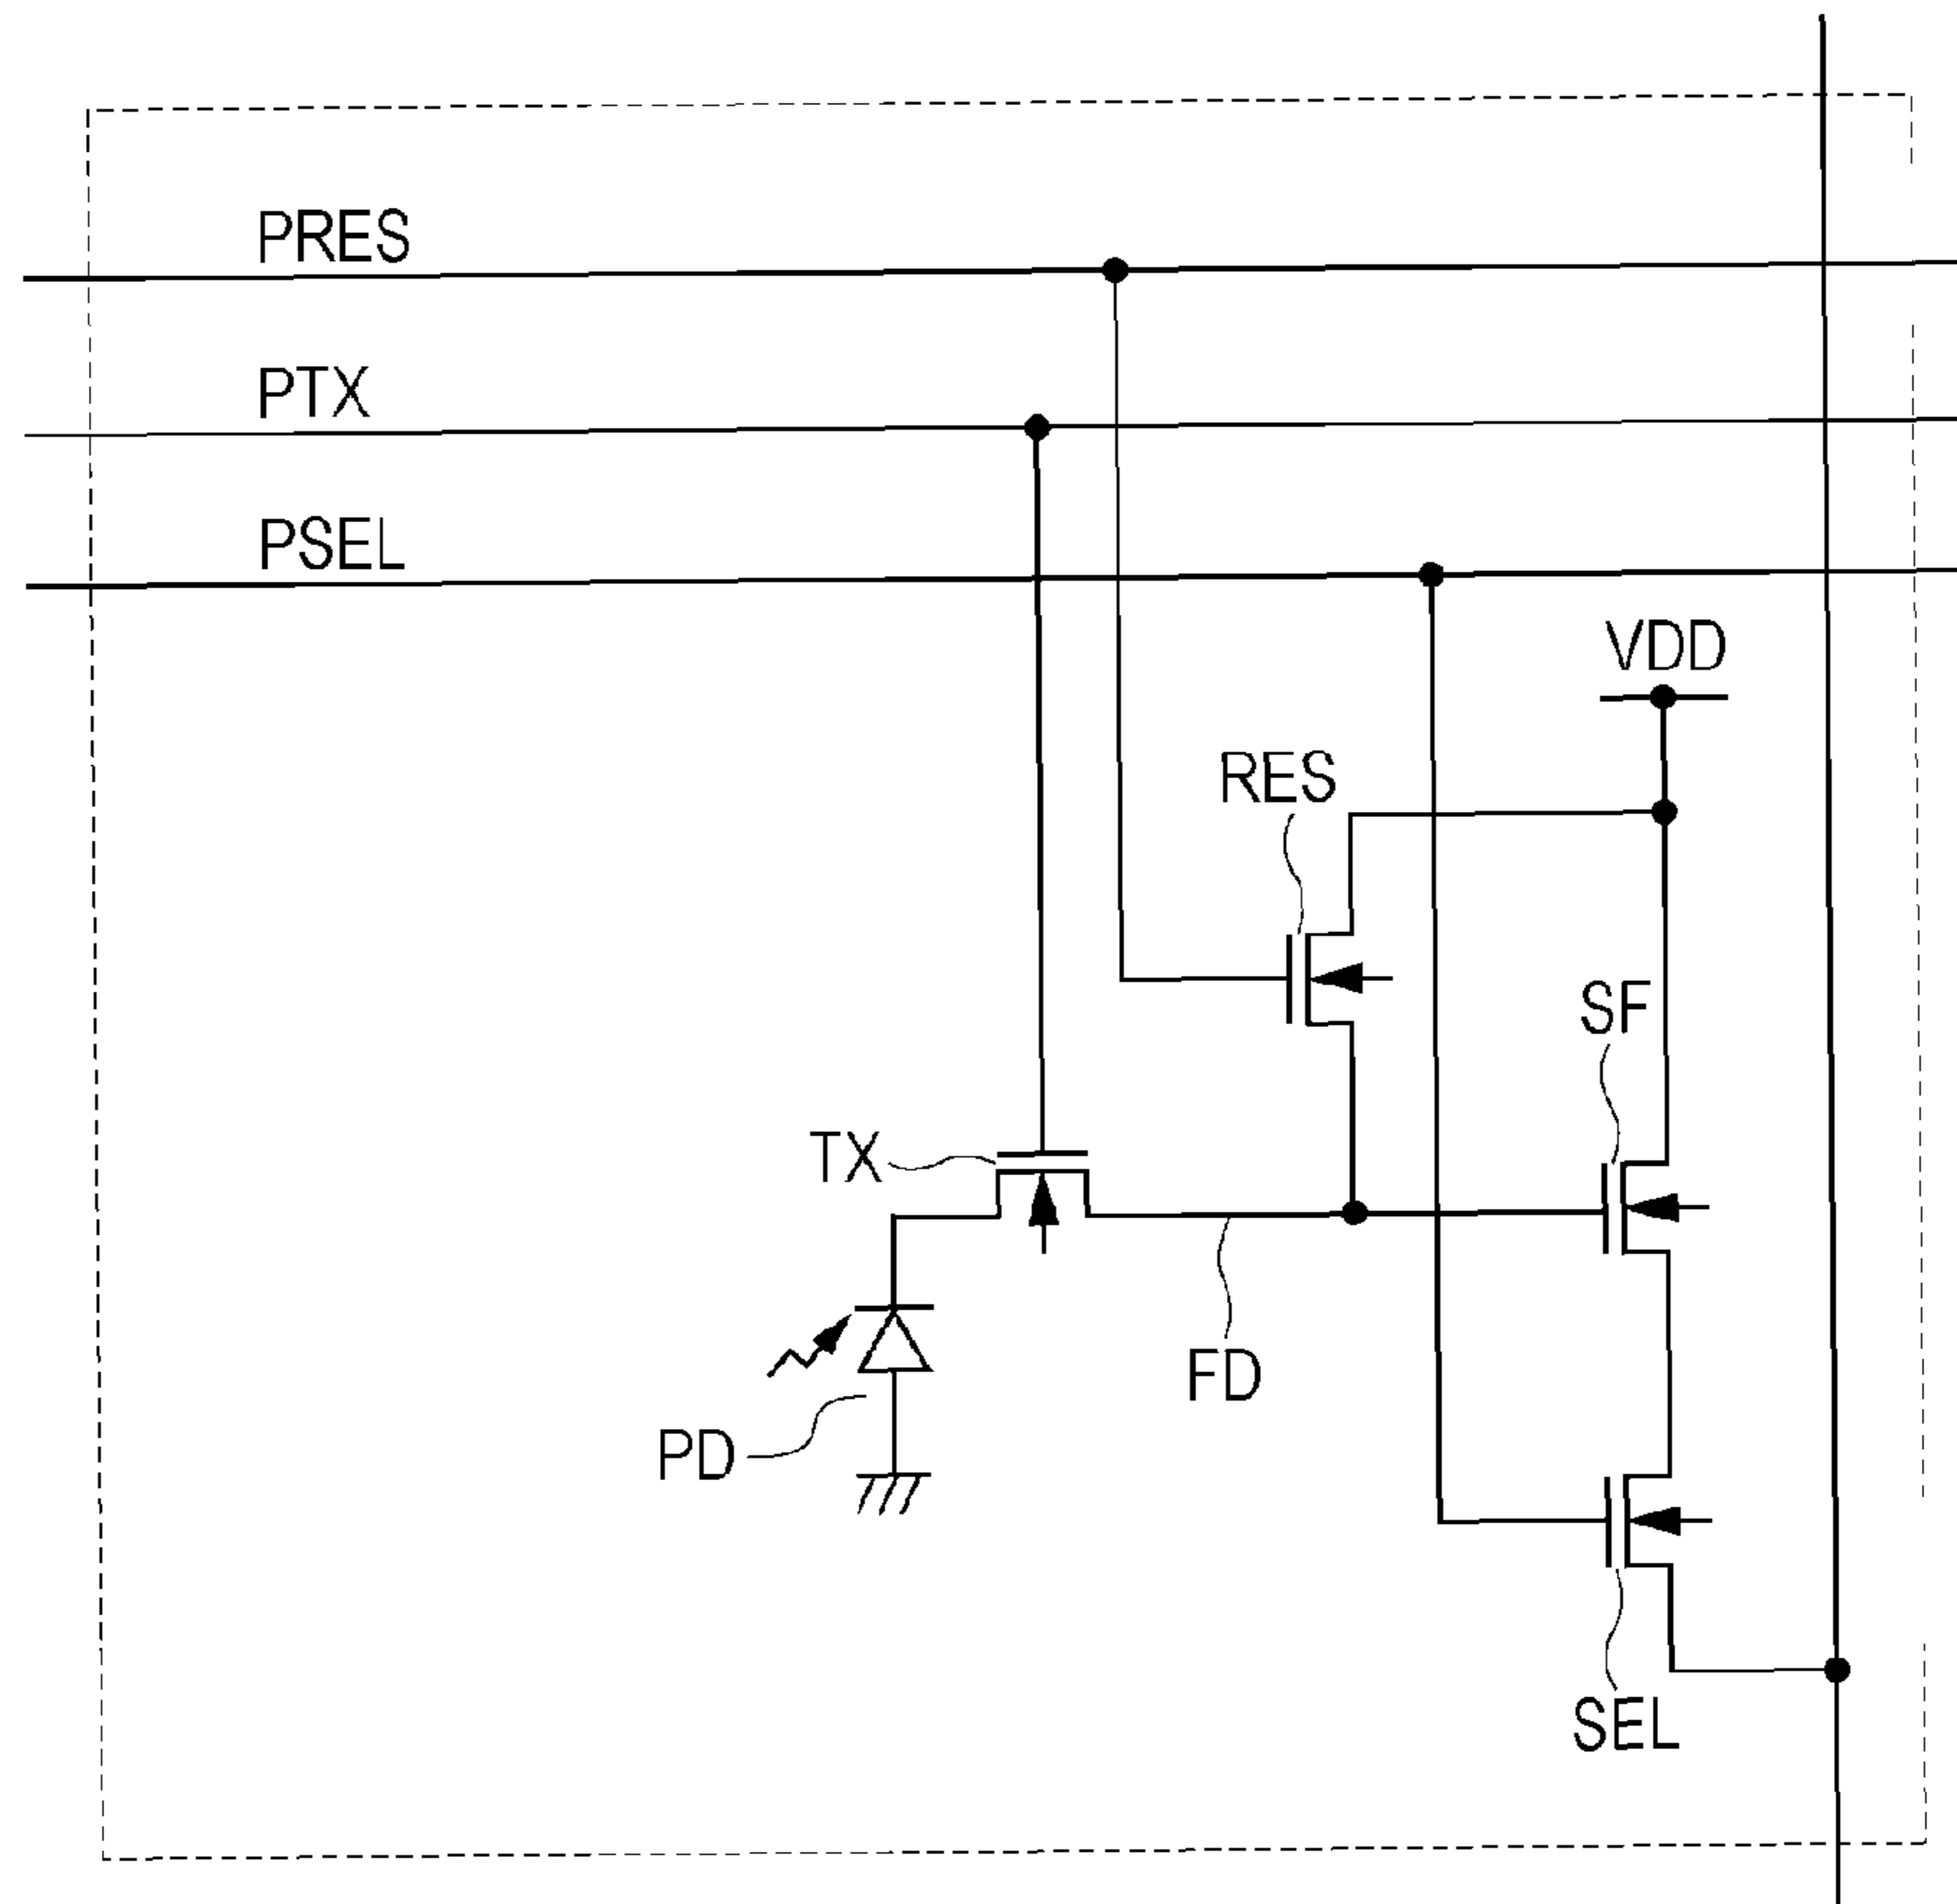 PRES
PTX
PSEL
VDD
RES
SF
TX
FD
PD
SEL